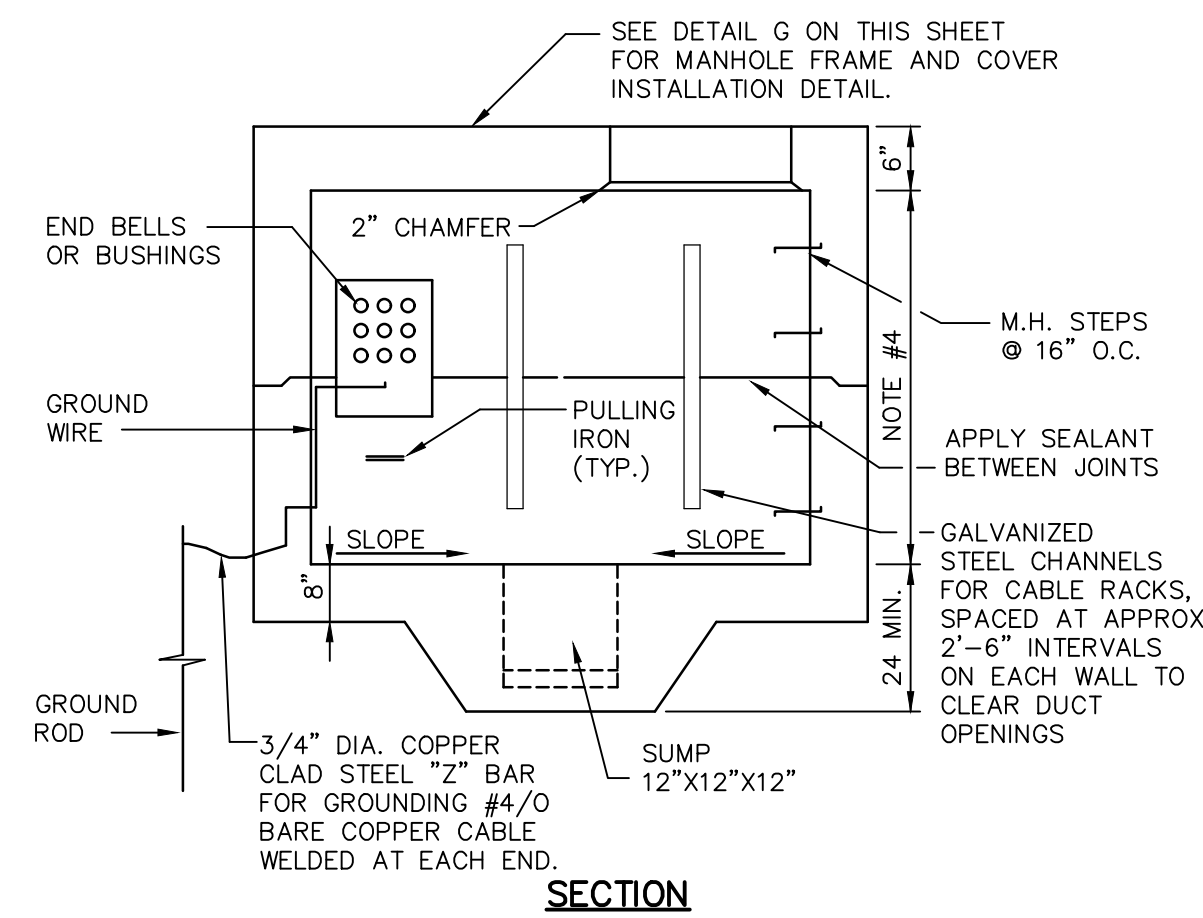 SEE DETAIL G ON THIS SHEET
FOR MANHOLE FRAME AND COVER
INSTALLATION DETAIL.
6"
END BELLS
OR BUSHINGS
2" CHAMFER
M.H. STEPS
@ 16" O.C.
NOTE #4
GROUND
WIRE
PULLING
IRON
(TYP.)
APPLY SEALANT
BETWEEN JOINTS
SLOPE
SLOPE
8"
GALVANIZED
STEEL CHANNELS
FOR CABLE RACKS,
SPACED AT APPROX
2'-6" INTERVALS
ON EACH WALL TO
CLEAR DUCT
OPENINGS
24 MIN.
GROUND
ROD
3/4" DIA. COPPER
CLAD STEEL "Z" BAR
FOR GROUNDING #4/0
BARE COPPER CABLE
WELDED AT EACH END.
SUMP
12"X12"X12"
SECTION